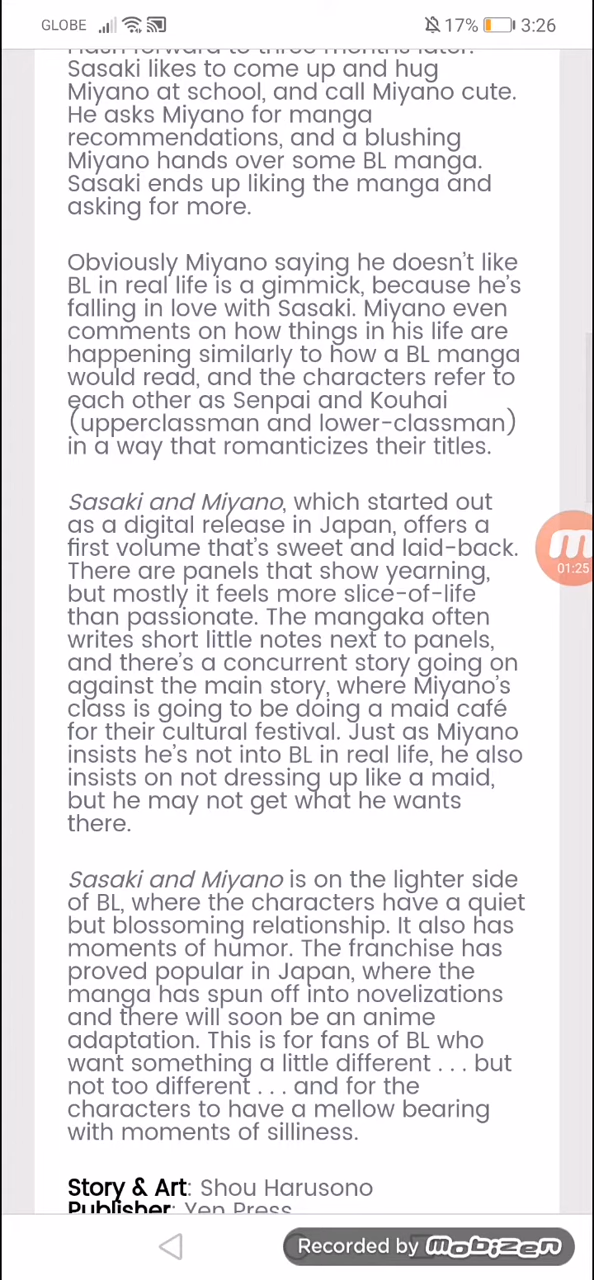 GLOBE 17% 3:26
Flash forward to three months later.
Sasaki likes to come up and hug
Miyano at school, and call Miyano cute.
He asks Miyano for manga
recommendations, and a blushing
Miyano hands over some BL manga.
Sasaki ends up liking the manga and
asking for more.
Obviously Miyano saying he doesn't like
BL in real life is a gimmick, because he's
falling in love with Sasaki. Miyano even
comments on how things in his life are
happening similarly to how a BL manga
would read, and the characters refer to
each other as Senpai and Kouhai
(upperclassman and lower-classman)
in a way that romanticizes their titles.
Sasaki and Miyano, which started out
as a digital release in Japan, offers a
first volume that's sweet and laid-back.
There are panels that show yearning,
but mostly it feels more slice-of-life
than passionate. The mangaka often
writes short little notes next to panels,
and there's a concurrent story going on
against the main story, where Miyano's
class is going to be doing a maid café
for their cultural festival. Just as Miyano
insists he's not into BL in real life, he also
insists on not dressing up like a maid,
but he may not get what he wants
there.
01:25
Sasaki and Miyano is on the lighter side
of BL, where the characters have a quiet
but blossoming relationship. It also has
moments of humor. The franchise has
proved popular in Japan, where the
manga has spun off into novelizations
and there will soon be an anime
adaptation. This is for fans of BL who
want something a little different . . . but
not too different . . . and for the
characters to have a mellow bearing
with moments of silliness.
Story & Art: Shou Harusono
Publisher: Yen Press
Recorded by mobizen